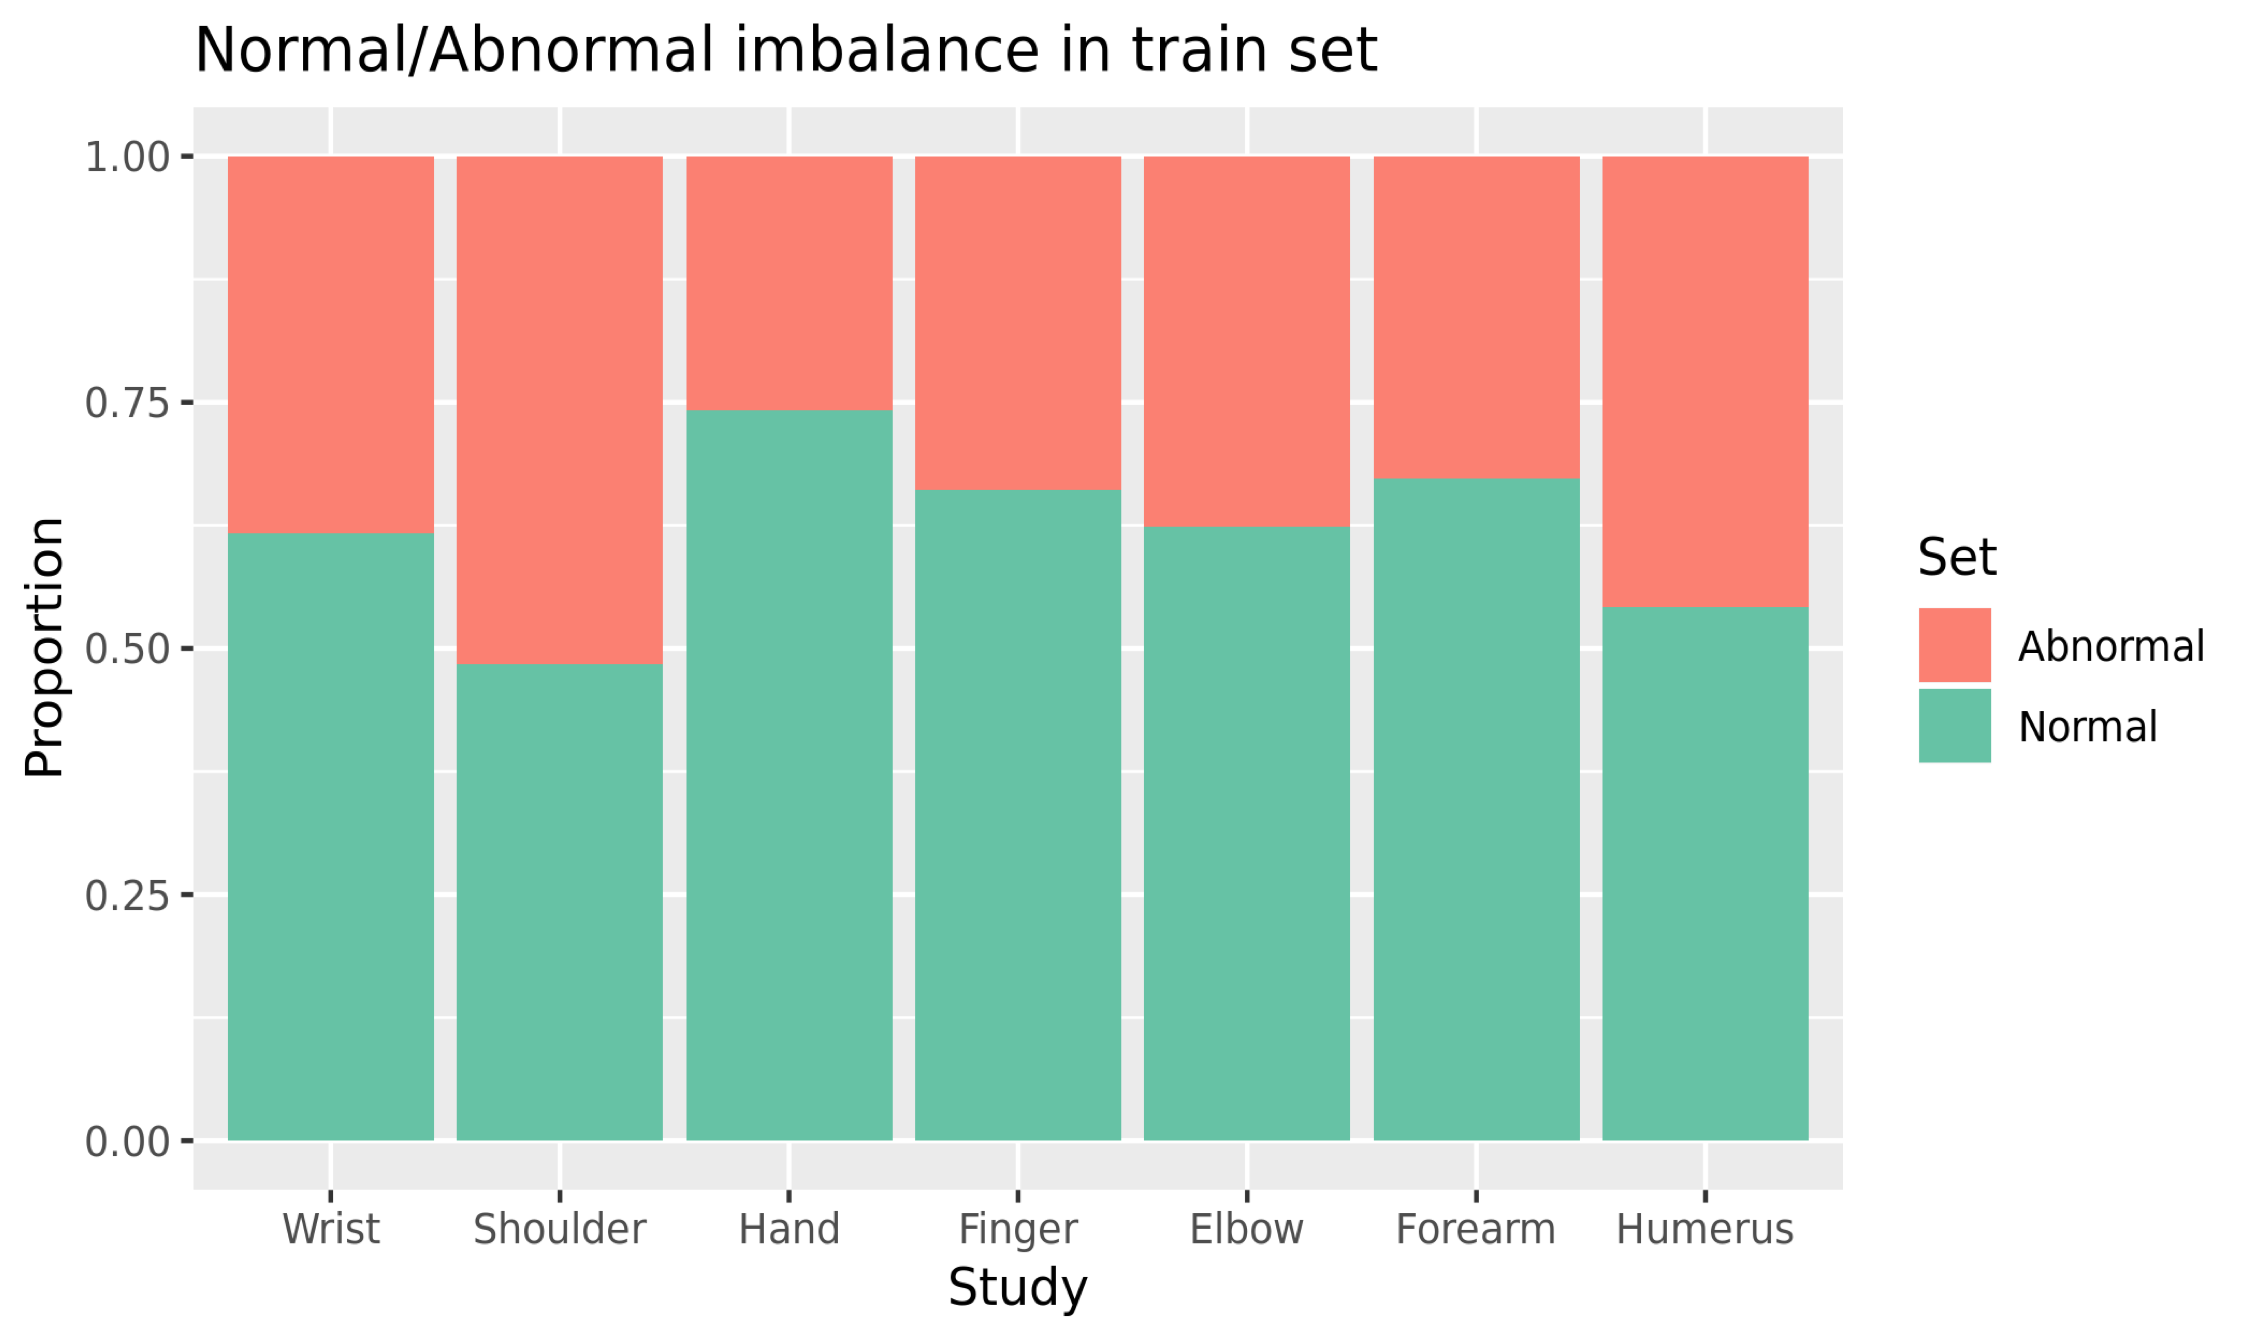 Normal/Abnormal imbalance in train set
1.00
0.75
0.50
0.25
0.00
Proportion
Wrist Shoulder Hand Finger Elbow Forearm Humerus
Study
Set
Abnormal
Normal